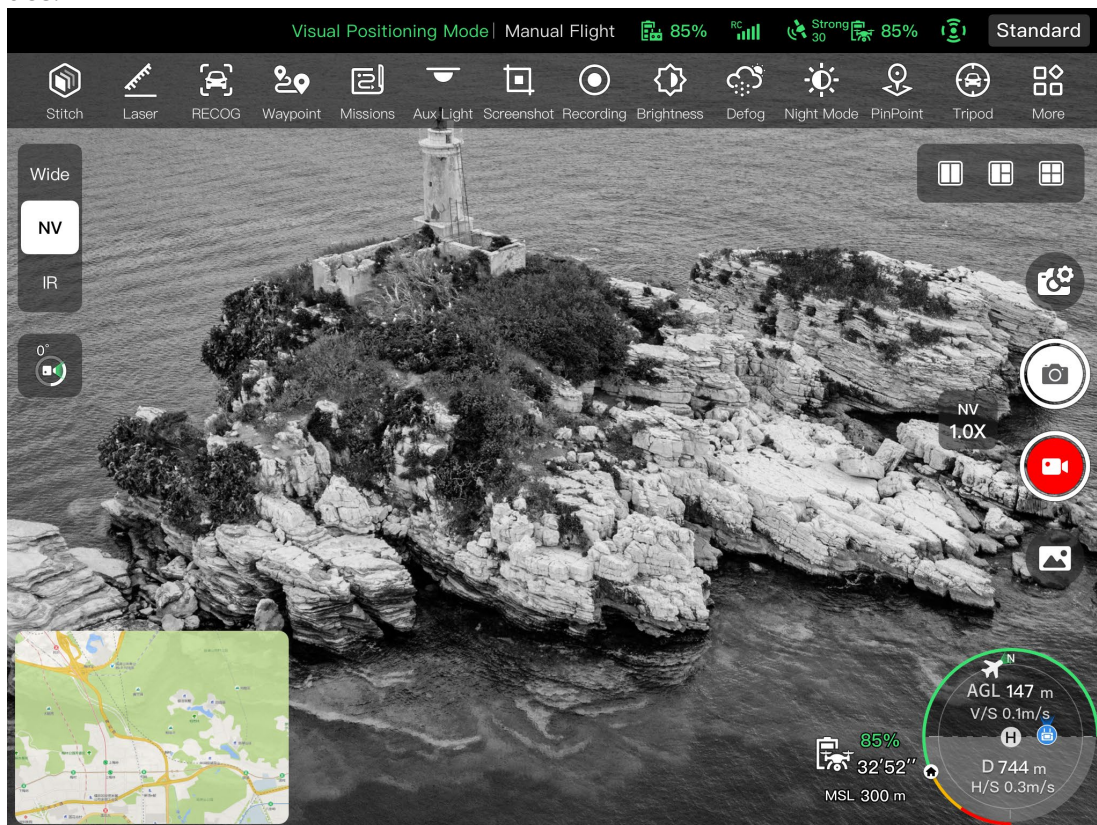 Visual Positioning Mode | Manual Flight 85% RC Strong 30 85% Standard
Stitch Laser RECOG Waypoint Missions Aux Light Screenshot Recording Brightness Defog Night Mode PinPoint Tripod More
Wide
NV
IR
0°
NV
1.0X
N
AGL 147 m
V/S 0.1m/s
H
D 744 m
H/S 0.3m/s
85%
32'52''
MSL 300 m